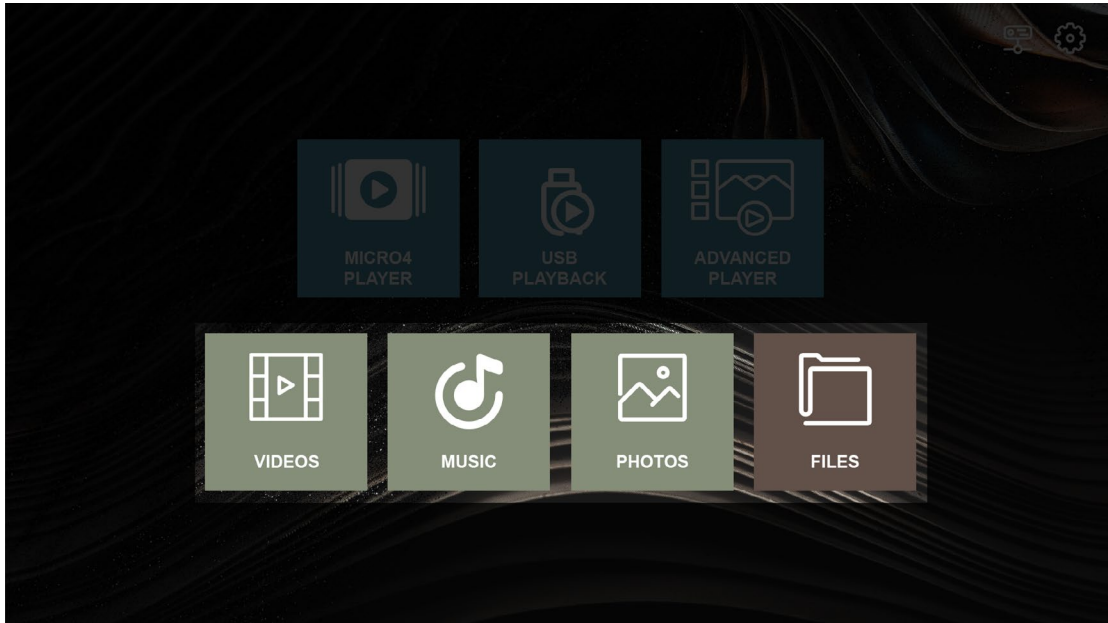 MICRO4
PLAYER
USB
PLAYBACK
ADVANCED
PLAYER
VIDEOS
MUSIC
PHOTOS
FILES